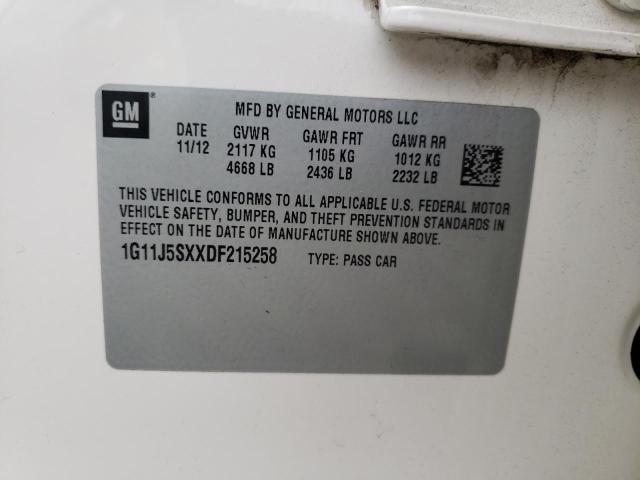 GM ® MFD BY GENERAL MOTORS LLC
DATE GVWR GAWR FRT GAWR RR
11/12 2117 KG 1105 KG 1012 KG
4668 LB 2436 LB 2232 LB
THIS VEHICLE CONFORMS TO ALL APPLICABLE U.S. FEDERAL MOTOR
VEHICLE SAFETY, BUMPER, AND THEFT PREVENTION STANDARDS IN
EFFECT ON THE DATE OF MANUFACTURE SHOWN ABOVE.
1G11J5SXXDF215258 TYPE: PASS CAR